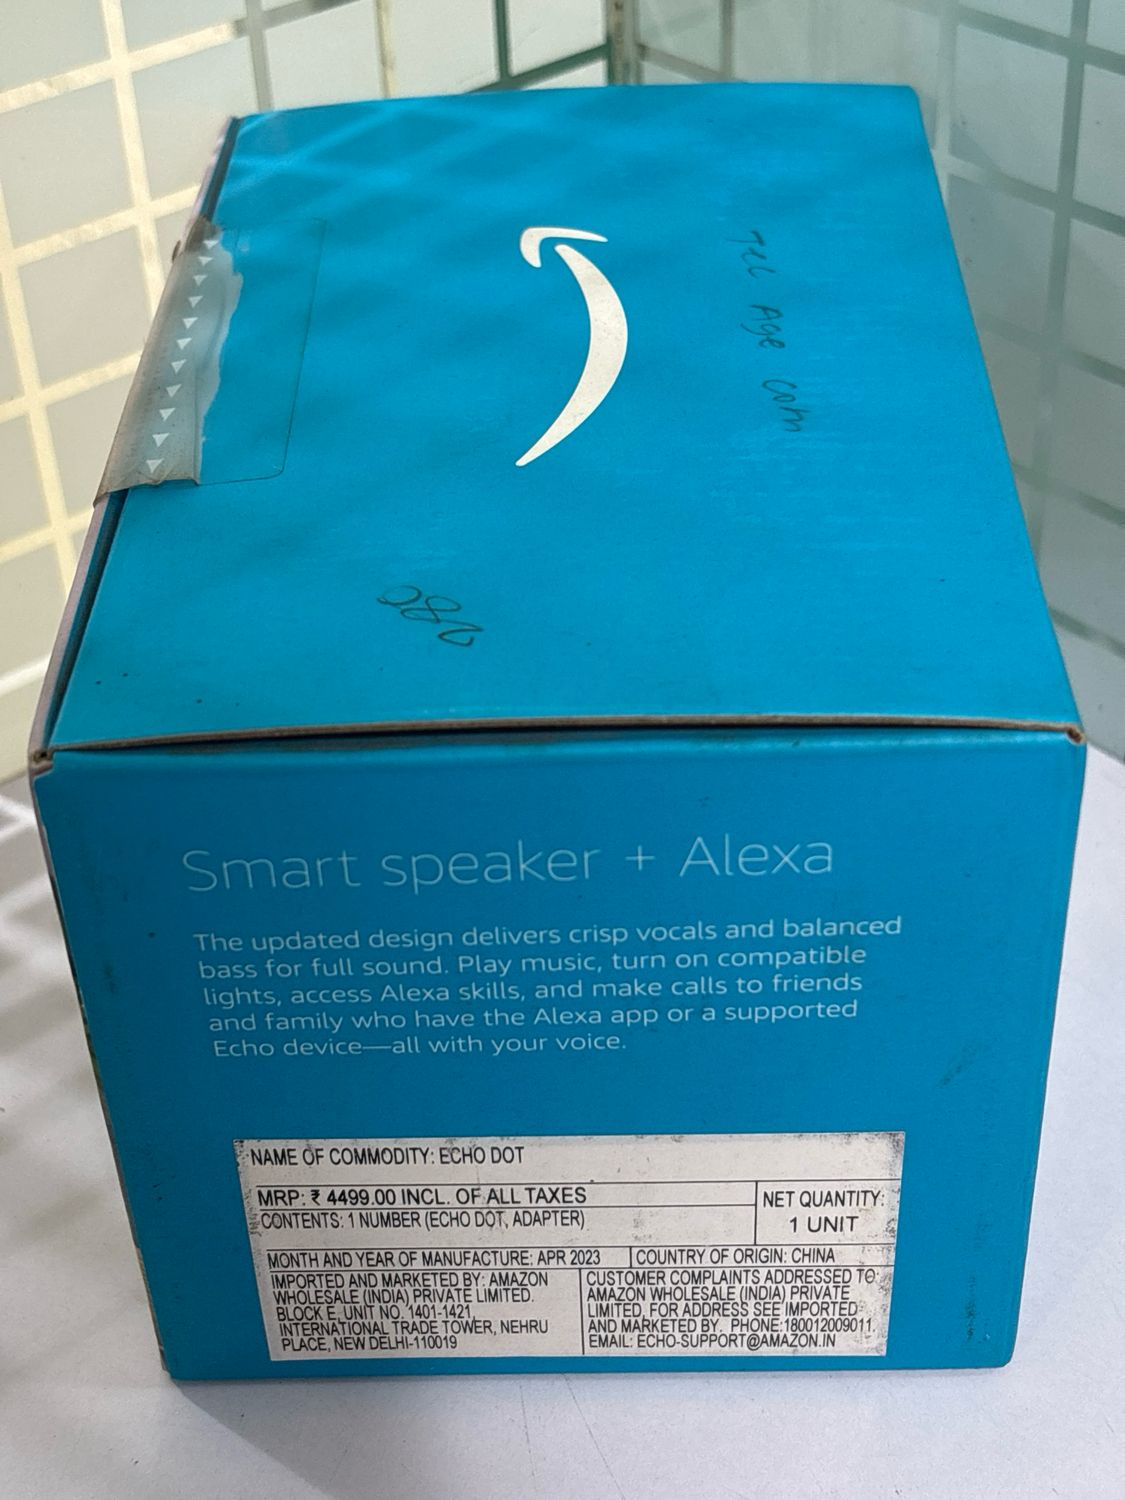 Tel Age com
Smart speaker + Alexa
The updated design delivers crisp vocals and balanced
bass for full sound. Play music, turn on compatible
lights, access Alexa skills, and make calls to friends
and family who have the Alexa app or a supported
Echo device—all with your voice.
NAME OF COMMODITY: ECHO DOT
MRP: ₹ 4499.00 INCL. OF ALL TAXES
CONTENTS: 1 NUMBER (ECHO DOT, ADAPTER)
NET QUANTITY:
1 UNIT
MONTH AND YEAR OF MANUFACTURE: APR 2023
COUNTRY OF ORIGIN: CHINA
IMPORTED AND MARKETED BY: AMAZON
WHOLESALE (INDIA) PRIVATE LIMITED.
BLOCK E, UNIT NO. 1401-1421,
INTERNATIONAL TRADE TOWER, NEHRU
PLACE, NEW DELHI-110019
CUSTOMER COMPLAINTS ADDRESSED TO:
AMAZON WHOLESALE (INDIA) PRIVATE
LIMITED, FOR ADDRESS SEE IMPORTED
AND MARKETED BY. PHONE:180012009011
EMAIL: ECHO-SUPPORT@AMAZON.IN